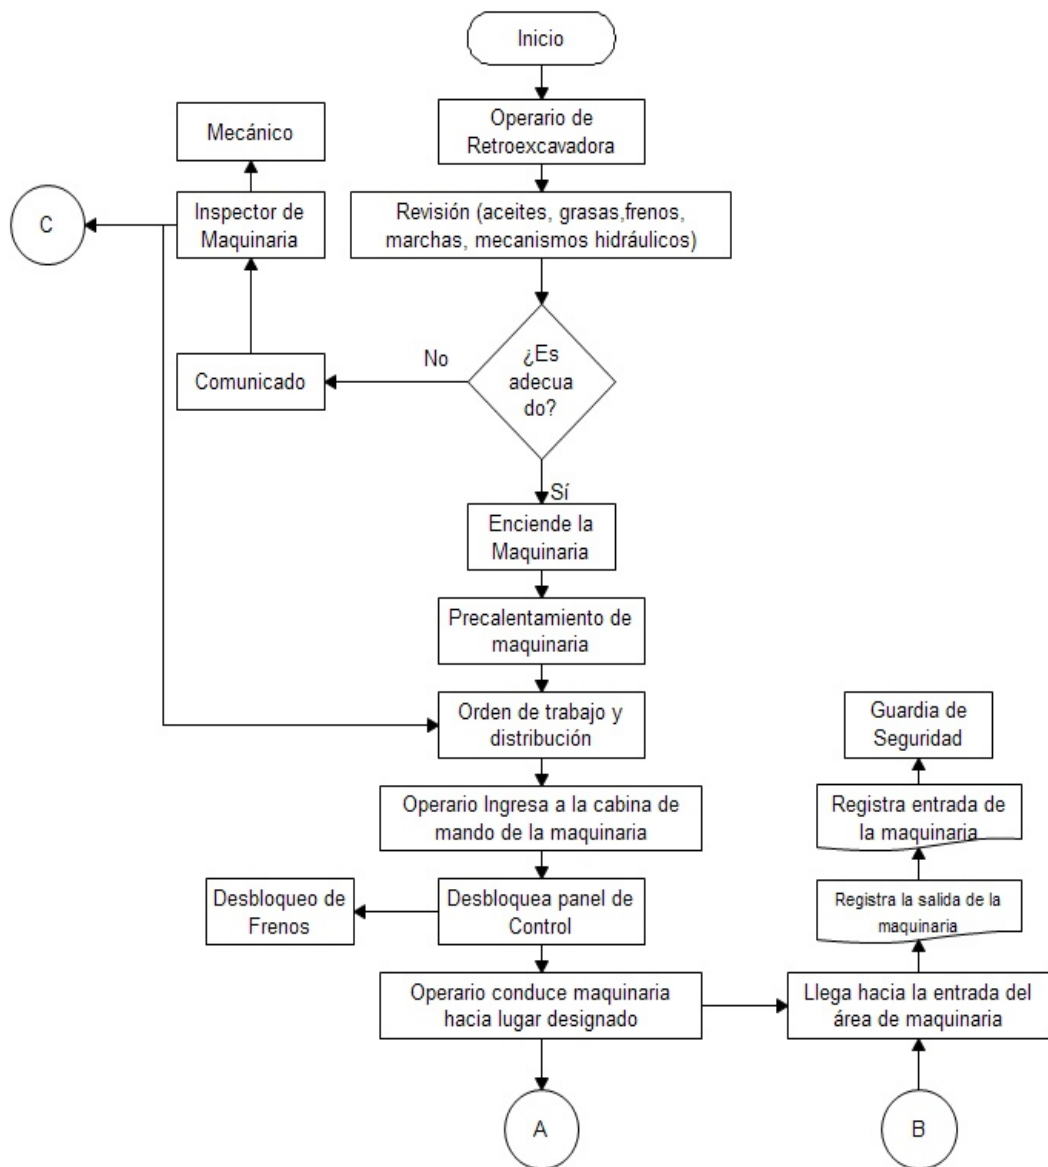 Inicio
Operario de
Retroexcavadora
Mecánico
Revisión (aceites, grasas,frenos,
marchas, mecanismos hidráulicos)
Inspector de
Maquinaria
C
¿Es
adecua
do?
No
Comunicado
Sí
Enciende la
Maquinaria
Precalentamiento de
maquinaria
Orden de trabajo y
distribución
Guardia de
Seguridad
Operario Ingresa a la cabina de
mando de la maquinaria
Registra entrada de
la maquinaria
Desbloqueo de
Frenos
Desbloquea panel de
Control
Registra la salida de la
maquinaria
Operario conduce maquinaria
hacia lugar designado
Llega hacia la entrada del
área de maquinaria
A
B